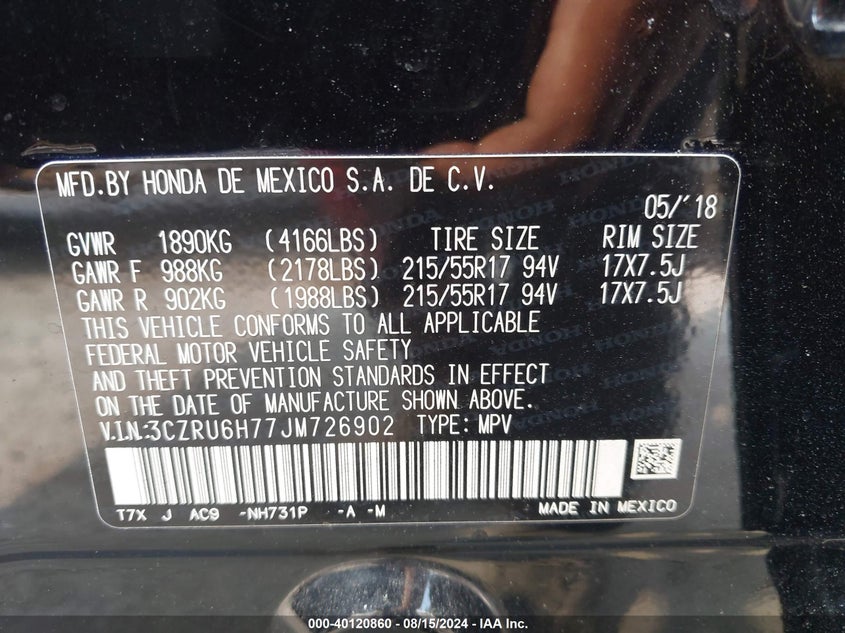 MFD.BY HONDA DE MEXICO S.A. DE C.V.
05/'18
GVWR 1890KG (4166LBS) TIRE SIZE RIM SIZE
GAWR F 988KG (2178LBS) 215/55R17 94V 17X7.5J
GAWR R 902KG (1988LBS) 215/55R17 94V 17X7.5J
THIS VEHICLE CONFORMS TO ALL APPLICABLE
FEDERAL MOTOR VEHICLE SAFETY
AND THEFT PREVENTION STANDARDS IN EFFECT
ON THE DATE OF MANUFACTURE SHOWN ABOVE.
V.I.N.:3CZRU6H77JM726902 TYPE: MPV
T7X J AC9 -NH731P -A -M MADE IN MEXICO
000-40120860 - 08/15/2024 - IAA Inc.